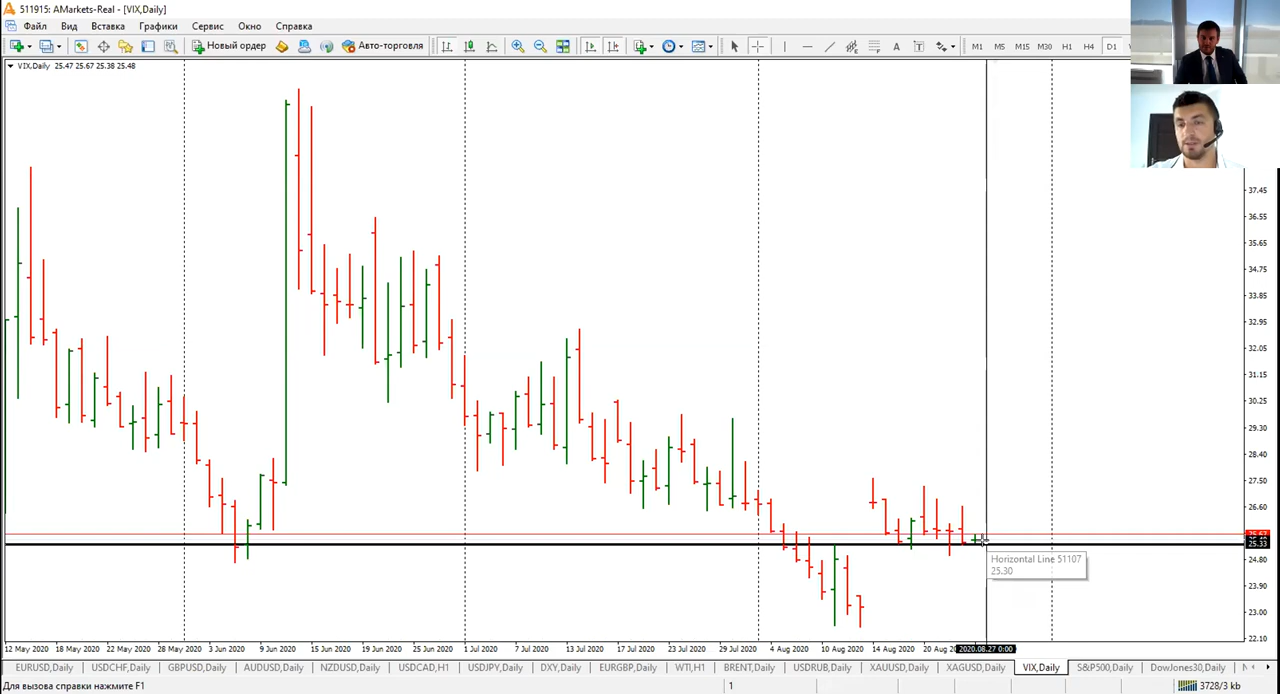 511915: AMarkets-Real - [VIX,Daily]
Файл Вид Вставка Графики Сервис Окно Справка
Новый ордер Авто-торговля A T M1 M5 M15 M30 H1 H4 D1
VIX,Daily 25.47 25.67 25.38 25.48
37.45
36.55
35.65
34.75
33.85
32.95
32.05
31.15
30.25
29.30
28.40
27.50
26.60
25.67
25.33
24.80
23.90
23.00
22.10
Horizontal Line 51107
25.30
12 May 2020 18 May 2020 22 May 2020 28 May 2020 3 Jun 2020 9 Jun 2020 15 Jun 2020 19 Jun 2020 25 Jun 2020 1 Jul 2020 7 Jul 2020 13 Jul 2020 17 Jul 2020 23 Jul 2020 29 Jul 2020 4 Aug 2020 10 Aug 2020 14 Aug 2020 20 Aug 2020.08.27 0:00
EURUSD,Daily USDCHF,Daily GBPUSD,Daily AUDUSD,Daily NZDUSD,Daily USDCAD,H1 USDJPY,Daily DXY,Daily EURGBP,Daily WTI,H1 BRENT,Daily USDRUB,Daily XAUUSD,Daily XAGUSD,Daily VIX,Daily S&P500,Daily DowJones30,Daily N
Для вызова справки нажмите F1 1 3728/3 kb